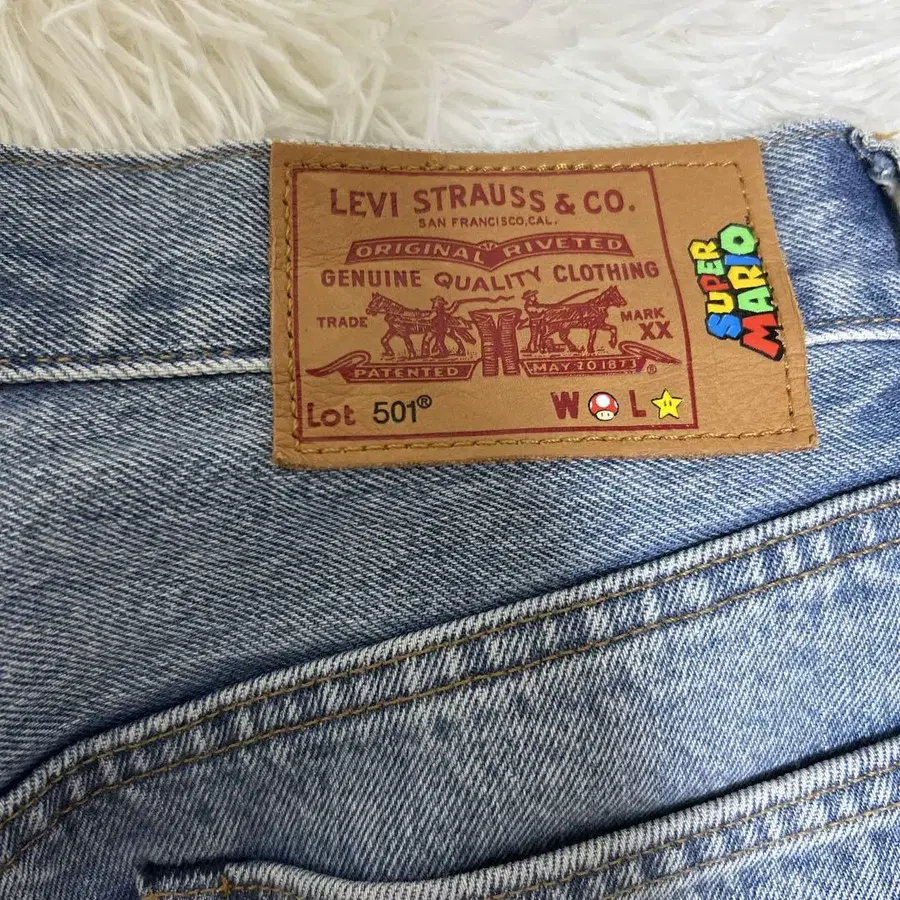 LEVI STRAUSS & CO.
SAN FRANCISCO, CAL.
ORIGINAL RIVETED
GENUINE QUALITY CLOTHING
TRADE MARK
XX
PATENTED MAY 20 1873 ®
Lot 501® W L
SUPER
MARIO™